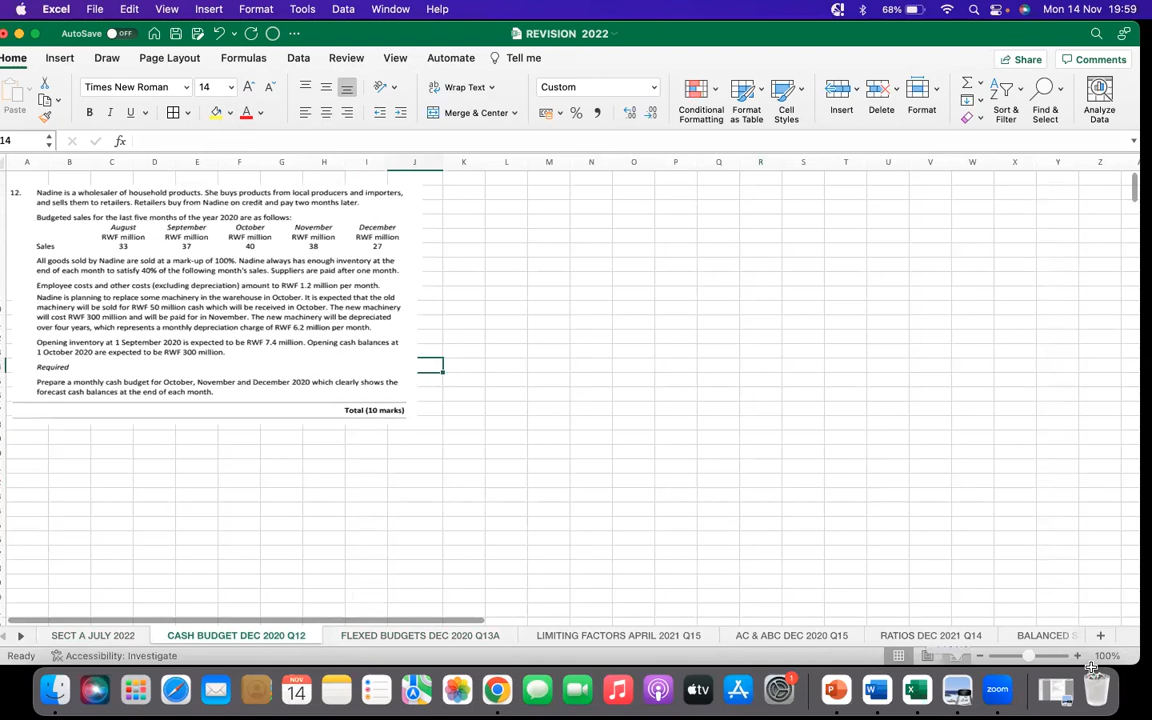 Excel File Edit View Insert Format Tools Data Window Help 68% Mon 14 Nov 19:59
AutoSave OFF REVISION 2022
Home Insert Draw Page Layout Formulas Data Review View Automate Tell me Share Comments
Paste Times New Roman 14 Wrap Text Custom
B I U Merge & Center Conditional Formatting Format as Table Cell Styles Insert Delete Format Sort & Filter Find & Select Analyze Data
14 fx
A B C D E F G H I J K L M N O P Q R S T U V W X Y Z
12. Nadine is a wholesaler of household products. She buys products from local producers and importers,
and sells them to retailers. Retailers buy from Nadine on credit and pay two months later.
Budgeted sales for the last five months of the year 2020 are as follows:
August September October November December
RWF million RWF million RWF million RWF million RWF million
Sales 33 37 40 38 27
All goods sold by Nadine are sold at a mark-up of 100%. Nadine always has enough inventory at the
end of each month to satisfy 40% of the following month's sales. Suppliers are paid after one month.
Employee costs and other costs (excluding depreciation) amount to RWF 1.2 million per month.
Nadine is planning to replace some machinery in the warehouse in October. It is expected that the old
machinery will be sold for RWF 50 million cash which will be received in October. The new machinery
will cost RWF 300 million and will be paid for in November. The new machinery will be depreciated
over four years, which represents a monthly depreciation charge of RWF 6.2 million per month.
Opening inventory at 1 September 2020 is expected to be RWF 7.4 million. Opening cash balances at
1 October 2020 are expected to be RWF 300 million.
Required
Prepare a monthly cash budget for October, November and December 2020 which clearly shows the
forecast cash balances at the end of each month.
Total (10 marks)
SECT A JULY 2022 CASH BUDGET DEC 2020 Q12 FLEXED BUDGETS DEC 2020 Q13A LIMITING FACTORS APRIL 2021 Q15 AC & ABC DEC 2020 Q15 RATIOS DEC 2021 Q14 BALANCED S
Ready Accessibility: Investigate 100%
NOV
14 tv 1 P W X zoom